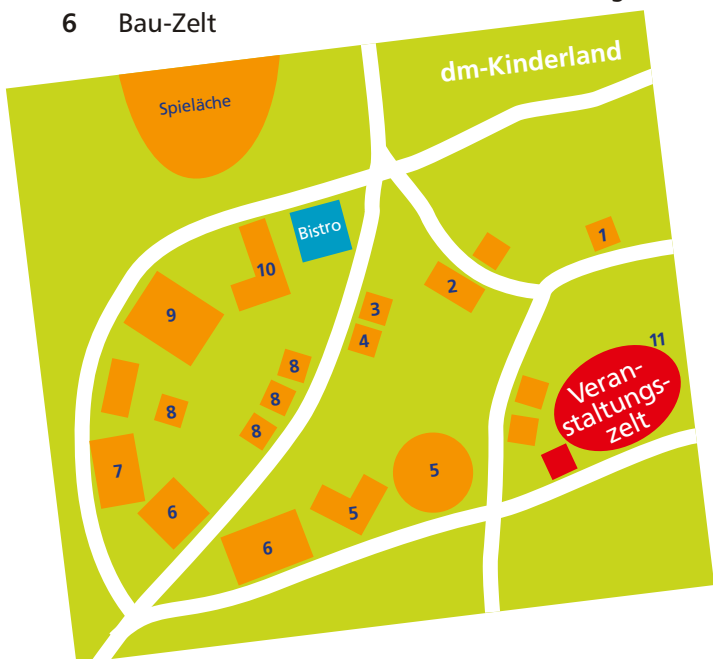 6 Bau-Zelt
dm-Kinderland
Spieläche
Bistro
1
10
2
9
3
4
11
8
8
8
8
Veran-
staltungs-
zelt
7
5
6
5
6